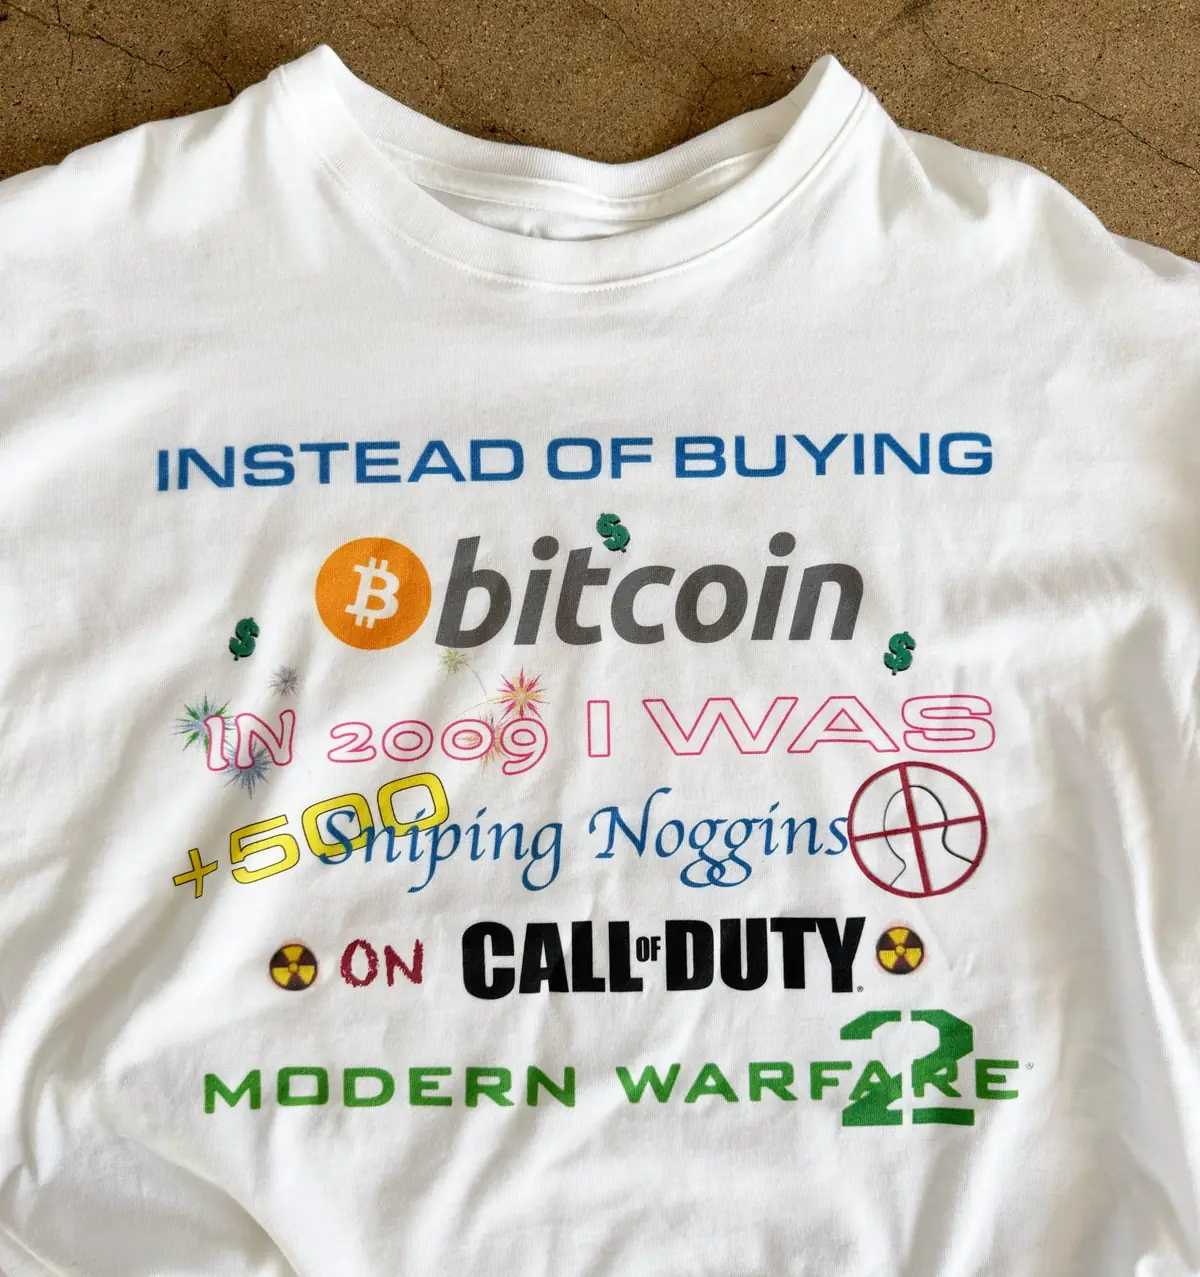 INSTEAD OF BUYING
bitcoin
IN 2009 I WAS
+500 Sniping Noggins
ON CALL OF DUTY®
MODERN WARFARE® 2